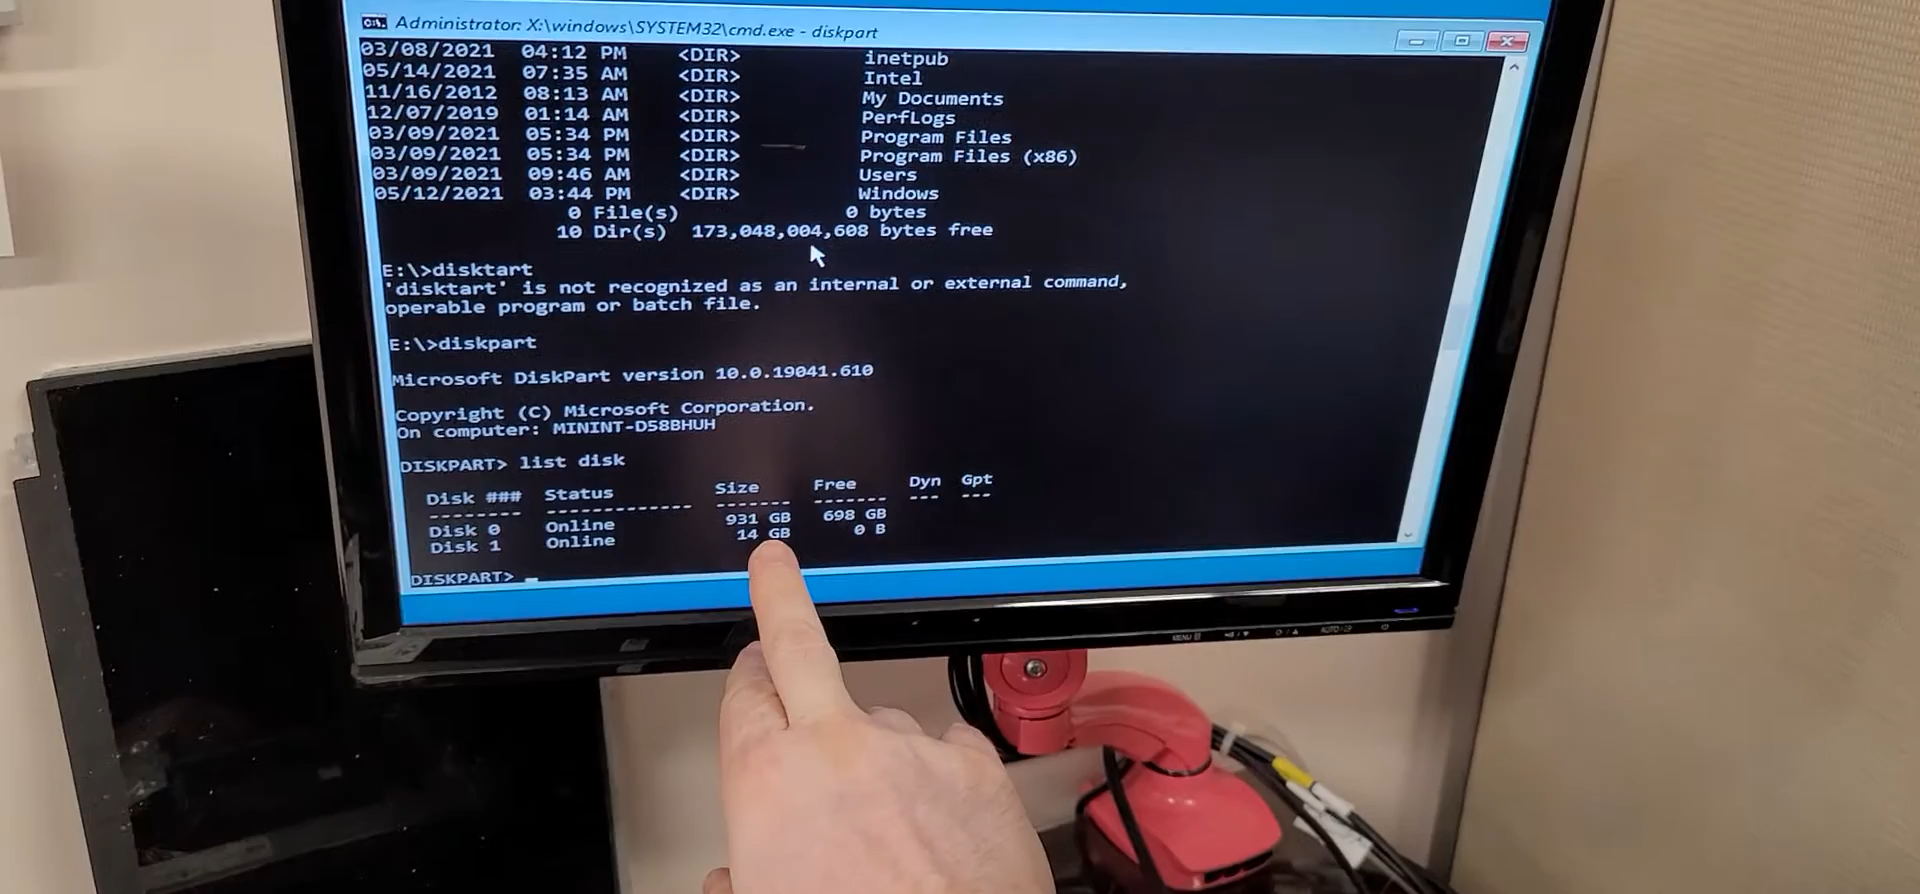 Administrator: X:\windows\SYSTEM32\cmd.exe - diskpart
03/08/2021 04:12 PM <DIR> inetpub
05/14/2021 07:35 AM <DIR> Intel
11/16/2012 08:13 AM <DIR> My Documents
12/07/2019 01:14 AM <DIR> PerfLogs
03/09/2021 05:34 PM <DIR> Program Files
03/09/2021 05:34 PM <DIR> Program Files (x86)
03/09/2021 09:46 AM <DIR> Users
05/12/2021 03:44 PM <DIR> Windows
0 File(s) 0 bytes
10 Dir(s) 173,048,004,608 bytes free
E:\>disktart
'disktart' is not recognized as an internal or external command,
operable program or batch file.
E:\>diskpart
Microsoft DiskPart version 10.0.19041.610
Copyright (C) Microsoft Corporation.
On computer: MININT-D58BHUH
DISKPART> list disk
Disk ### Status Size Free Dyn Gpt
-------- ------------- ------- ------- --- ---
Disk 0 Online 931 GB 698 GB
Disk 1 Online 14 GB 0 B
DISKPART> _
MENU